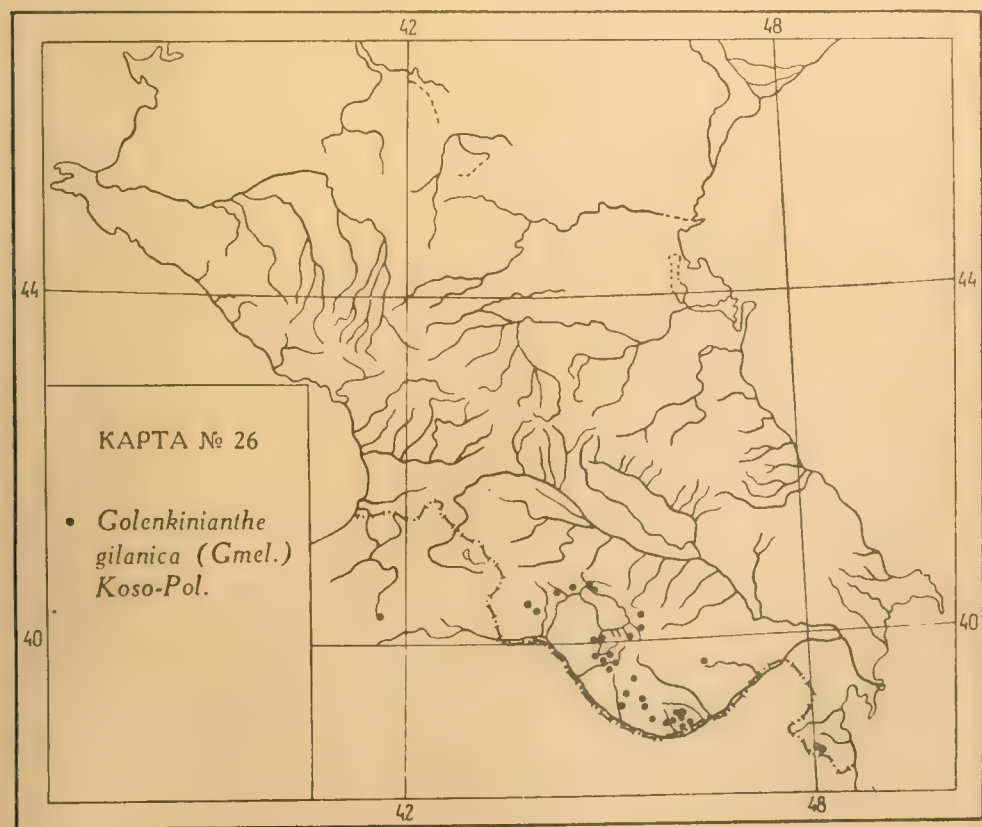 42 48
44 44
КАРТА № 26
• Golenkinianthe
gilanica (Gmel.)
Koso-Pol.
40 40
42 48